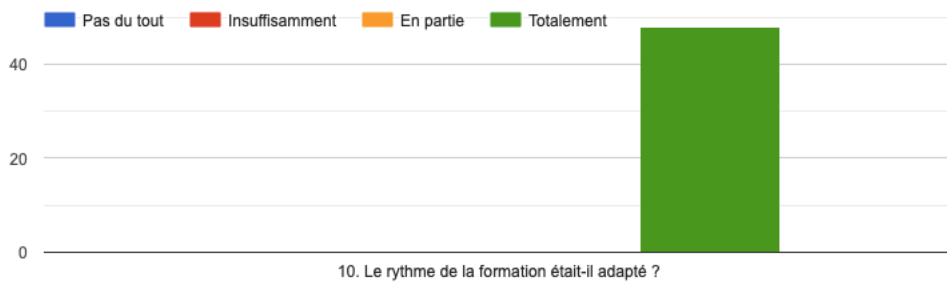 Pas du tout Insuffisamment En partie Totalement
40
20
0
10. Le rythme de la formation était-il adapté ?